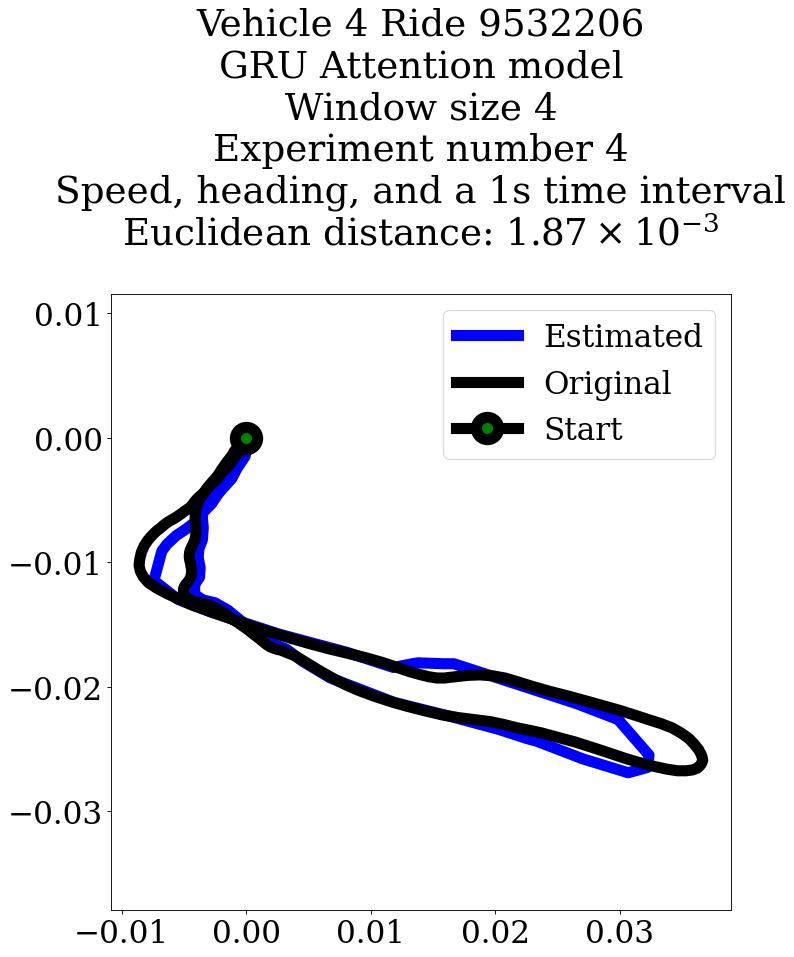 Vehicle 4 Ride 9532206
GRU Attention model
Window size 4
Experiment number 4
Speed, heading, and a 1s time interval
Euclidean distance: 1.87 × 10⁻³
0.01
0.00
−0.01
−0.02
−0.03
Estimated
Original
Start
−0.01 0.00 0.01 0.02 0.03